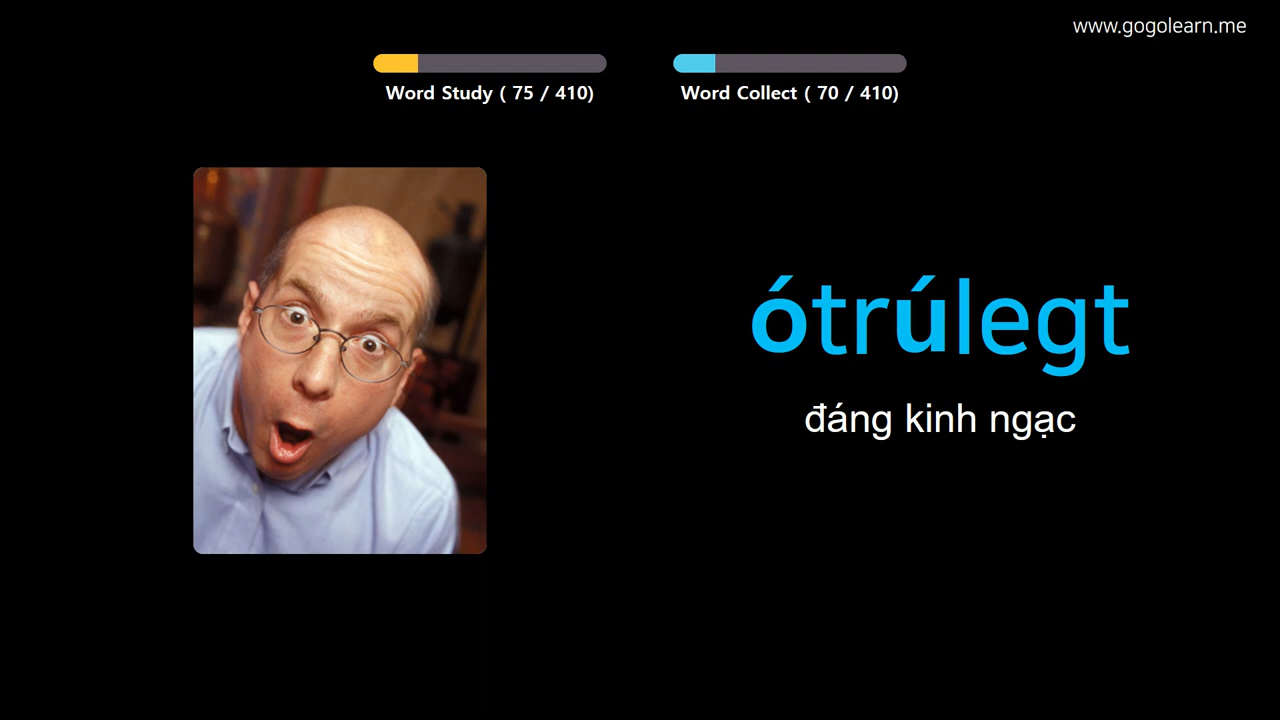 www.gogolearn.me
Word Study ( 75 / 410)
Word Collect ( 70 / 410)
ótrúlegt
đáng kinh ngạc